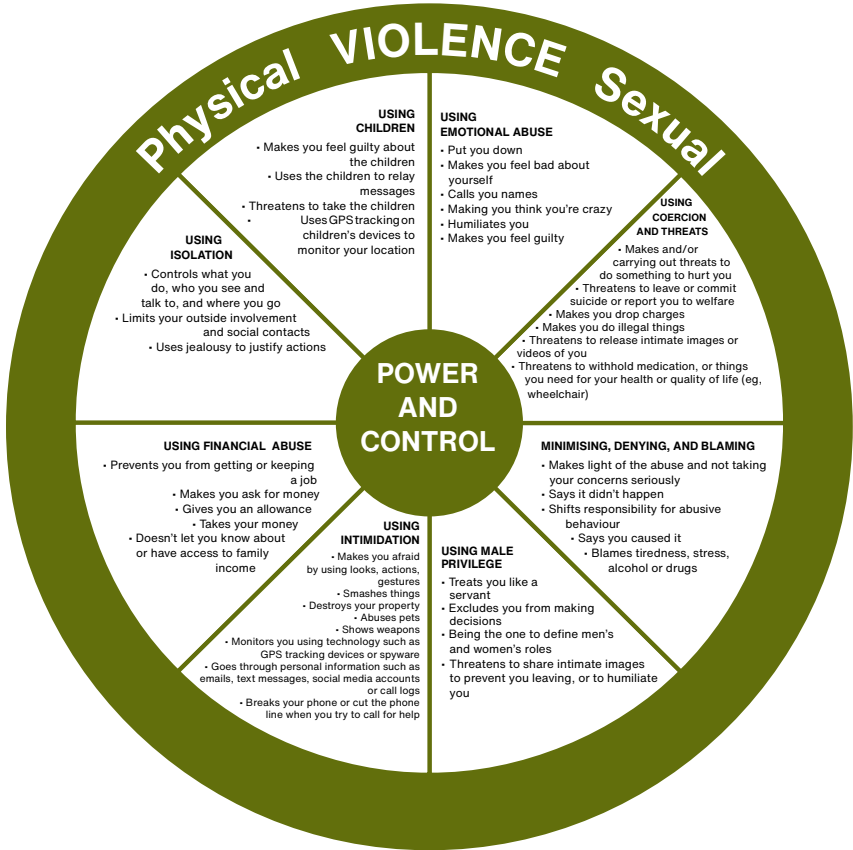 Physical VIOLENCE Sexual
USING
CHILDREN
• Makes you feel guilty about
the children
• Uses the children to relay
messages
• Threatens to take the children
• Uses GPS tracking on
children's devices to
monitor your location
USING
EMOTIONAL ABUSE
• Put you down
• Makes you feel bad about
yourself
• Calls you names
• Making you think you're crazy
• Humiliates you
• Makes you feel guilty
USING
COERCION
AND THREATS
• Makes and/or
carrying out threats to
do something to hurt you
• Threatens to leave or commit
suicide or report you to welfare
• Makes you drop charges
• Makes you do illegal things
• Threatens to release intimate images or
videos of you
• Threatens to withhold medication, or things
you need for your health or quality of life (eg,
wheelchair)
USING
ISOLATION
• Controls what you
do, who you see and
talk to, and where you go
• Limits your outside involvement
and social contacts
• Uses jealousy to justify actions
POWER
AND
CONTROL
USING FINANCIAL ABUSE
• Prevents you from getting or keeping
a job
• Makes you ask for money
• Gives you an allowance
• Takes your money
• Doesn't let you know about
or have access to family
income
USING
INTIMIDATION
• Makes you afraid
by using looks, actions,
gestures
• Smashes things
• Destroys your property
• Abuses pets
• Shows weapons
• Monitors you using technology such as
GPS tracking devices or spyware
• Goes through personal information such as
emails, text messages, social media accounts
or call logs
• Breaks your phone or cut the phone
line when you try to call for help
USING MALE
PRIVILEGE
• Treats you like a
servant
• Excludes you from making
decisions
• Being the one to define men's
and women's roles
• Threatens to share intimate images
to prevent you leaving, or to humiliate
you
MINIMISING, DENYING, AND BLAMING
• Makes light of the abuse and not taking
your concerns seriously
• Says it didn't happen
• Shifts responsibility for abusive
behaviour
• Says you caused it
• Blames tiredness, stress,
alcohol or drugs